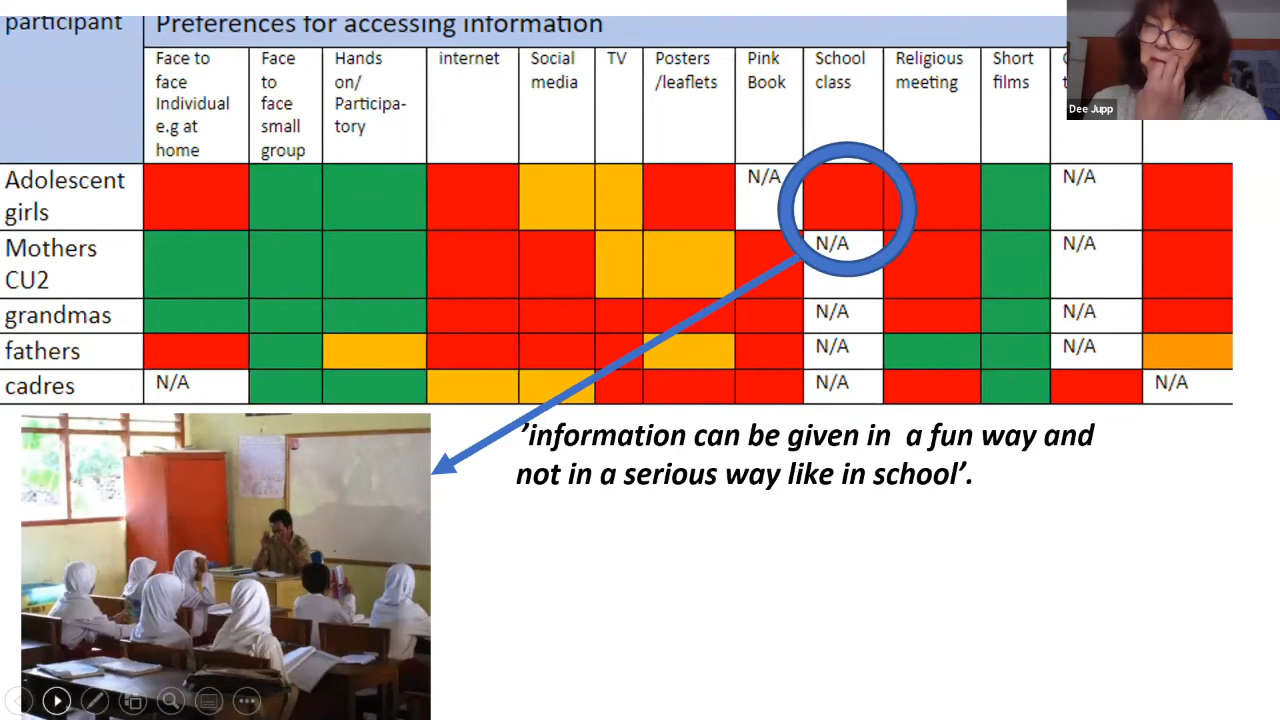 participant
Preferences for accessing information
Face to
face
Individual
e.g at
home
Face
to
face
small
group
Hands
on/
Participa-
tory
internet
Social
media
TV
Posters
/leaflets
Pink
Book
School
class
Religious
meeting
Short
films
Dee Jupp
Adolescent
girls
N/A
N/A
Mothers
CU2
N/A
N/A
grandmas
N/A
N/A
fathers
N/A
N/A
cadres
N/A
N/A
N/A
’information can be given in a fun way and
not in a serious way like in school’.